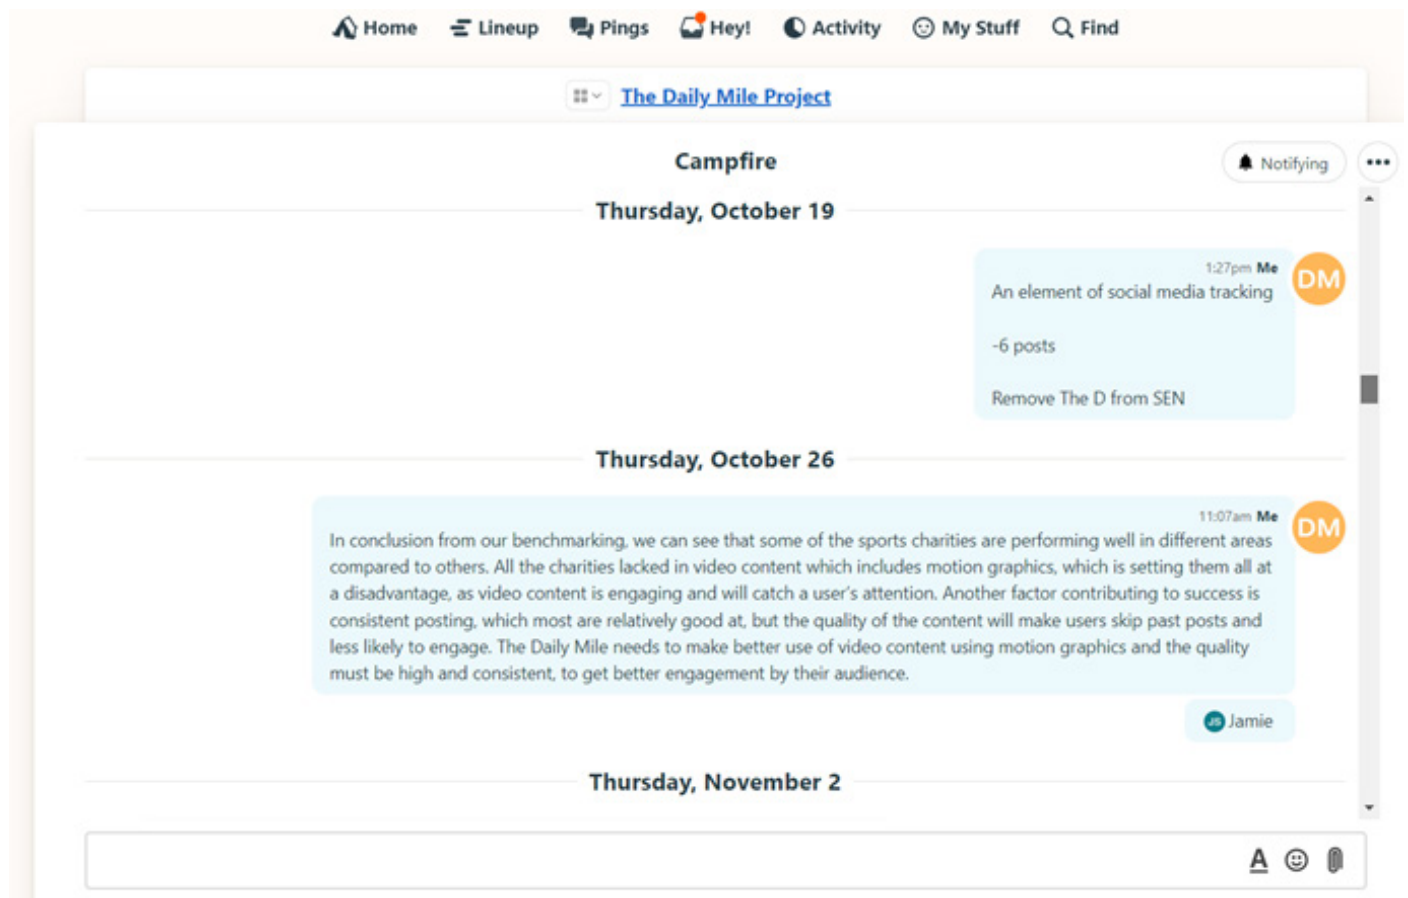 Home Lineup Pings Hey! Activity My Stuff Find
The Daily Mile Project
Campfire
Notifying
Thursday, October 19
1:27pm Me
DM
An element of social media tracking
-6 posts
Remove The D from SEN
Thursday, October 26
11:07am Me
DM
In conclusion from our benchmarking, we can see that some of the sports charities are performing well in different areas
compared to others. All the charities lacked in video content which includes motion graphics, which is setting them all at
a disadvantage, as video content is engaging and will catch a user's attention. Another factor contributing to success is
consistent posting, which most are relatively good at, but the quality of the content will make users skip past posts and
less likely to engage. The Daily Mile needs to make better use of video content using motion graphics and the quality
must be high and consistent, to get better engagement by their audience.
JS Jamie
Thursday, November 2
A